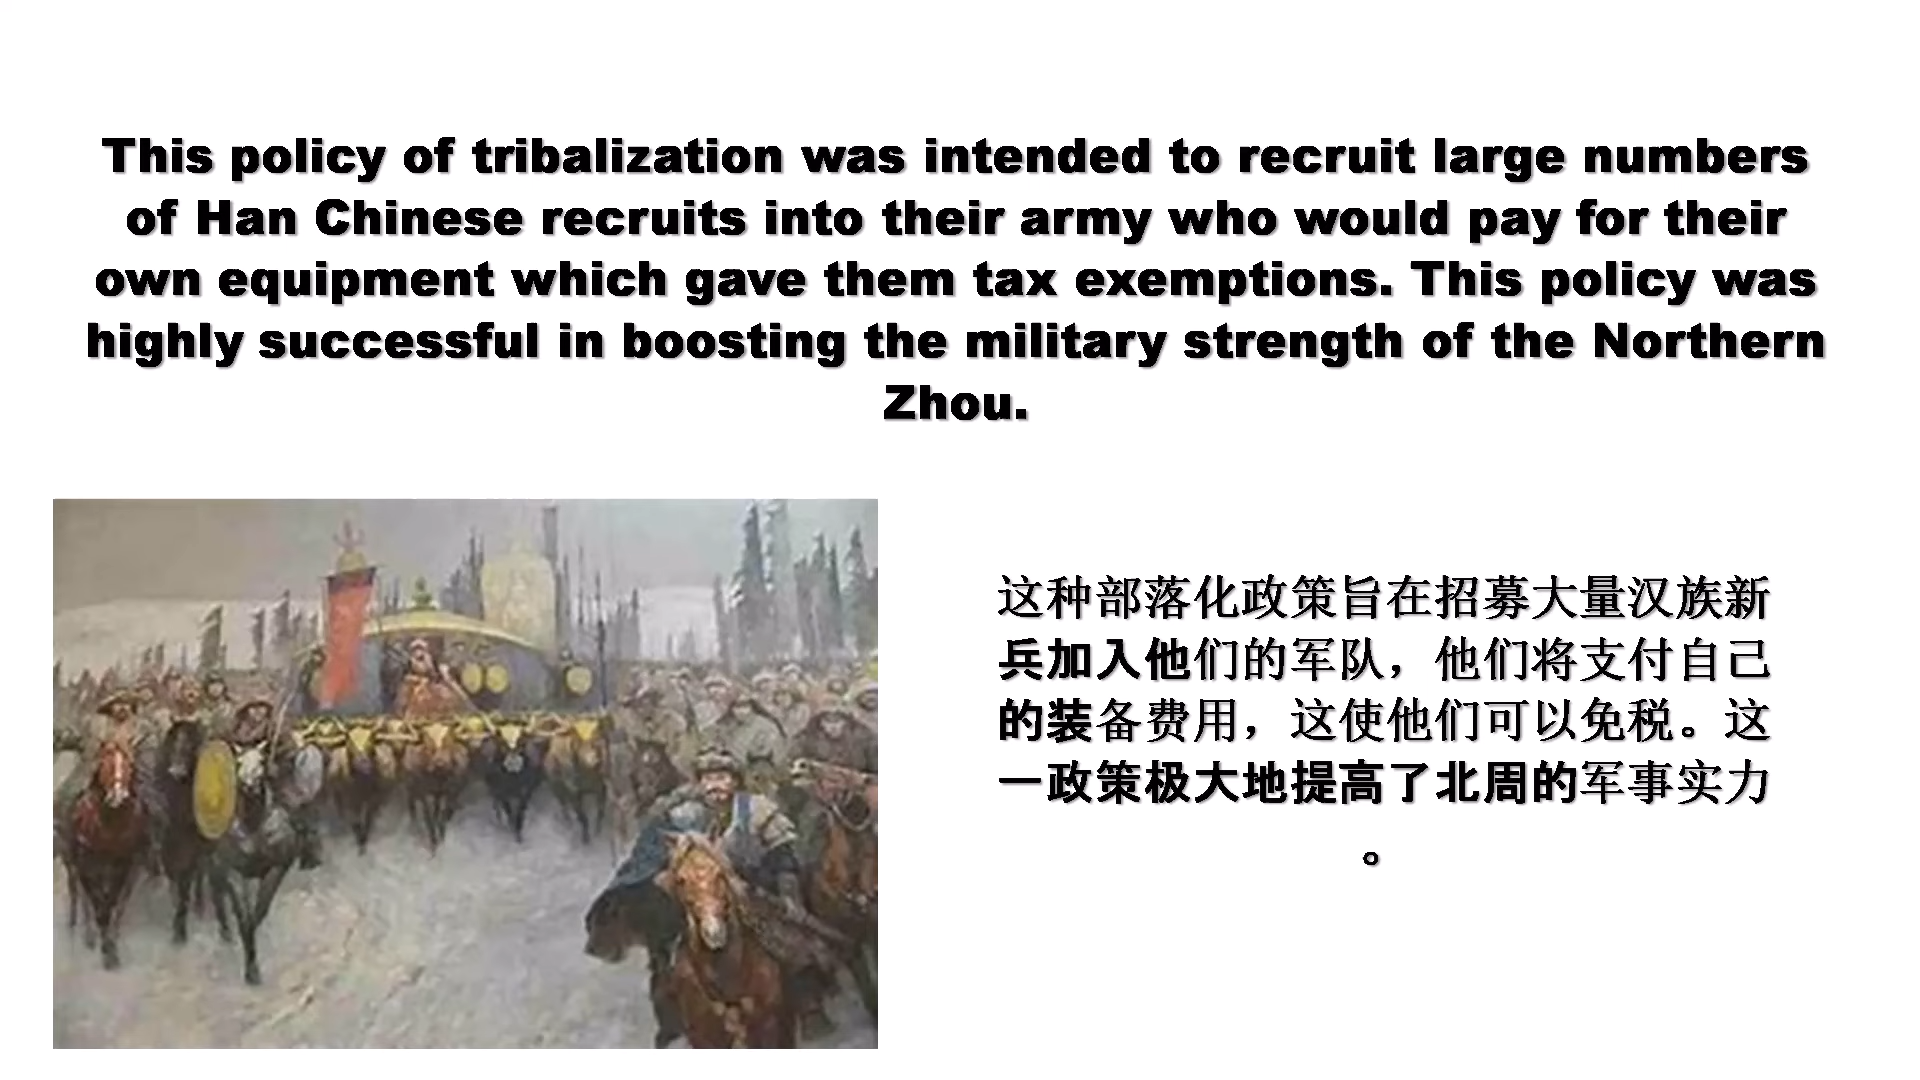 This policy of tribalization was intended to recruit large numbers
of Han Chinese recruits into their army who would pay for their
own equipment which gave them tax exemptions. This policy was
highly successful in boosting the military strength of the Northern
Zhou.
这种部落化政策旨在招募大量汉族新
兵加入他们的军队，他们将支付自己
的装备费用，这使他们可以免税。这
一政策极大地提高了北周的军事实力
。